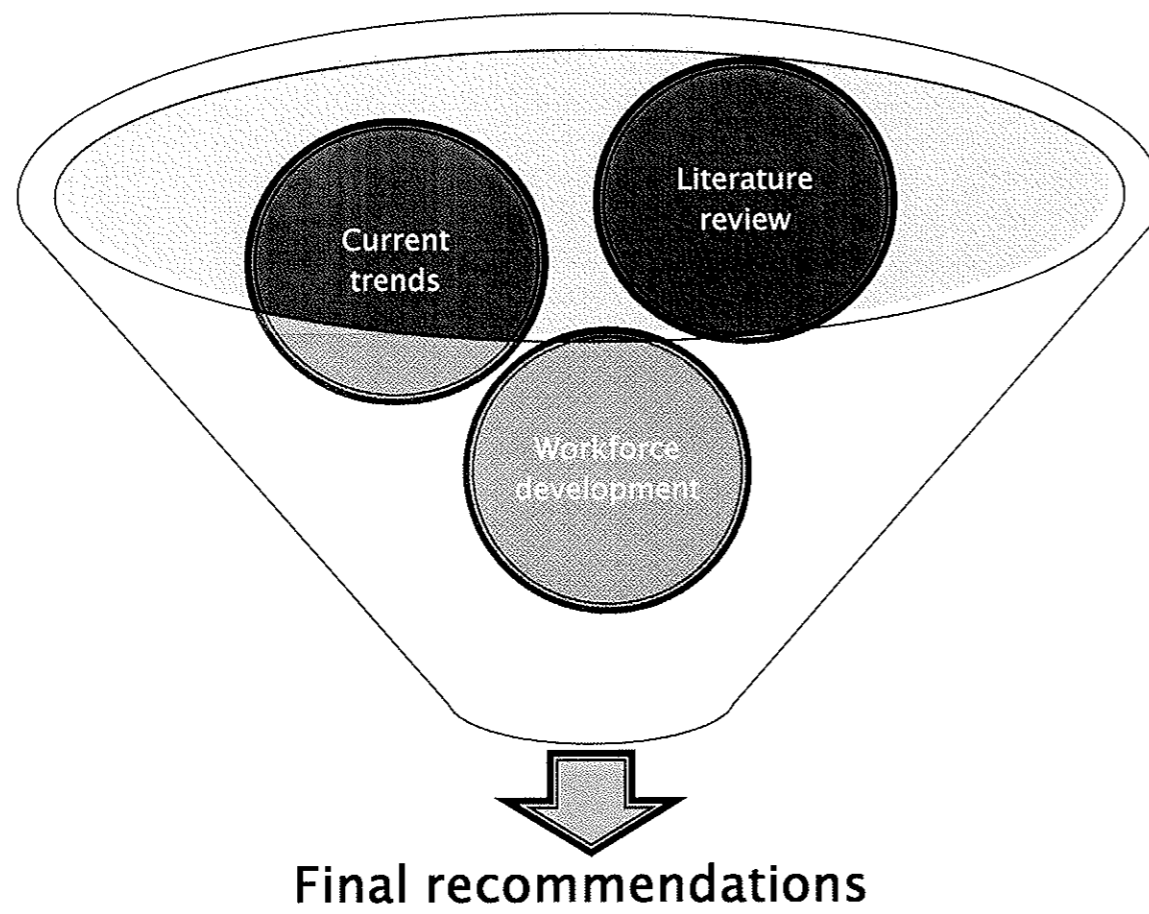 Literature
review
Current
trends
Workforce
development
Final recommendations